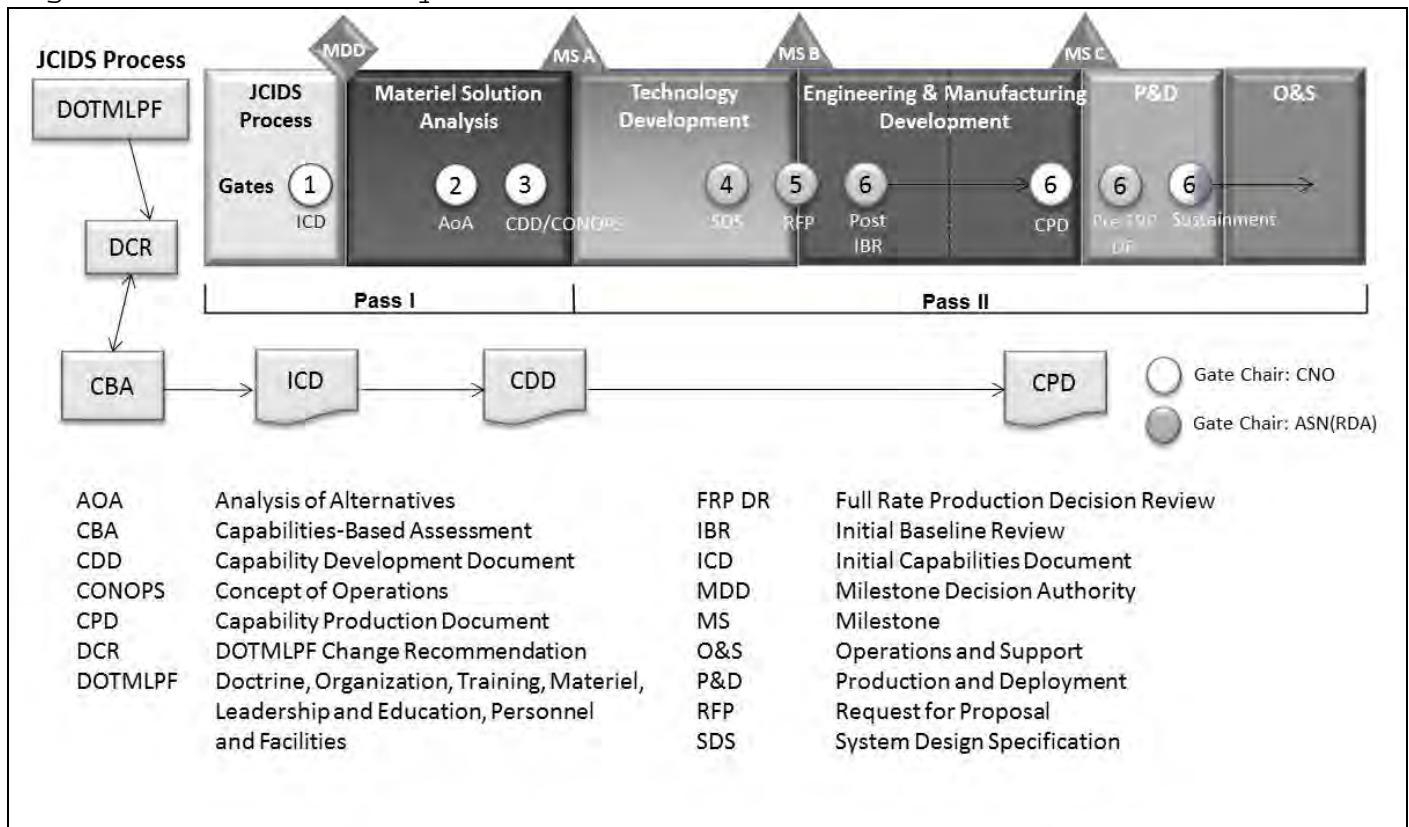 JCIDS Process
DOTMLPF
DCR
CBA
MDD
MS A
MS B
MS C
JCIDS
Process
Materiel Solution
Analysis
Technology
Development
Engineering & Manufacturing
Development
P&D
O&S
Gates
1
ICD
2
AoA
3
CDD/CONOPS
4
SDS
5
RFP
6
Post
IBR
6
CPD
6
Pre FRP
DR
6
Sustainment
Pass I
Pass II
ICD
CDD
CPD
Gate Chair: CNO
Gate Chair: ASN(RDA)
AOA Analysis of Alternatives
CBA Capabilities-Based Assessment
CDD Capability Development Document
CONOPS Concept of Operations
CPD Capability Production Document
DCR DOTMLPF Change Recommendation
DOTMLPF Doctrine, Organization, Training, Materiel,
Leadership and Education, Personnel
and Facilities
FRP DR Full Rate Production Decision Review
IBR Initial Baseline Review
ICD Initial Capabilities Document
MDD Milestone Decision Authority
MS Milestone
O&S Operations and Support
P&D Production and Deployment
RFP Request for Proposal
SDS System Design Specification